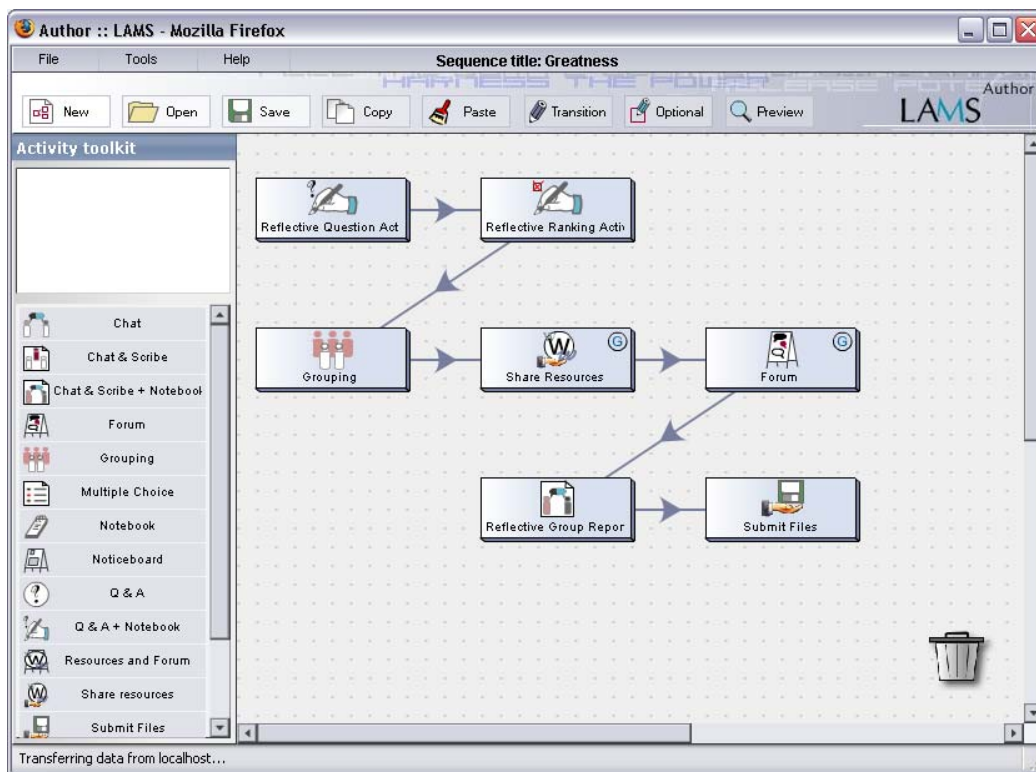 Author :: LAMS - Mozilla Firefox
File Tools Help Sequence title: Greatness
HARNESS THE POWER
New Open Save Copy Paste Transition Optional Preview
Author
LAMS
Activity toolkit
Reflective Question Act
Reflective Ranking Activ
Grouping
G
Share Resources
G
Forum
Reflective Group Repor
Submit Files
Chat
Chat & Scribe
Chat & Scribe + Notebook
Forum
Grouping
Multiple Choice
Notebook
Noticeboard
Q & A
Q & A + Notebook
Resources and Forum
Share resources
Submit Files
Transferring data from localhost...